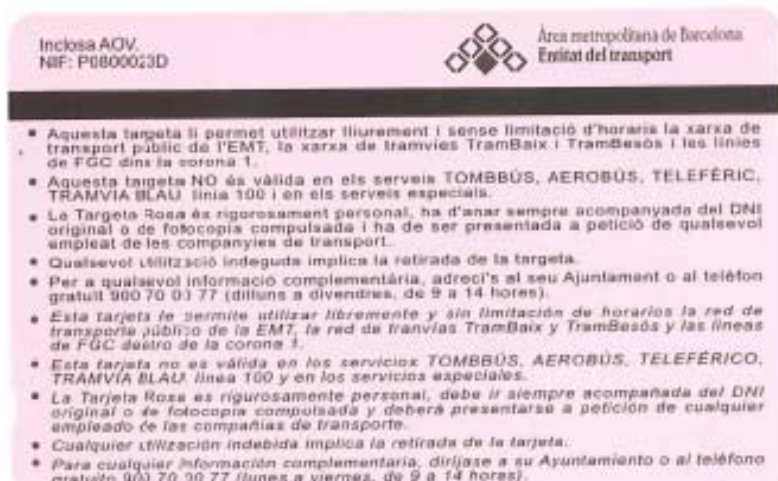 Inclosa AOV.
NIF: P0800023D
Àrea metropolitana de Barcelona
Entitat del transport
Aquesta targeta li permet utilitzar lliurement i sense limitació d'horaris la xarxa de
transport públic de l'EMT, la xarxa de tramvies TramBaix i TramBesòs i les línies
de FGC dins la corona 1.
Aquesta targeta NO és vàlida en els serveis TOMBBÚS, AEROBÚS, TELEFÈRIC,
TRAMVIA BLAU, línia 100 i en els serveis especials.
La Targeta Rosa és rigorosament personal, ha d'anar sempre acompanyada del DNI
original o de fotocopia compulsada i ha de ser presentada a petició de qualsevol
empleat de les companyies de transport.
Qualsevol utilització indeguda implica la retirada de la targeta.
Per a qualsevol informació complementària, adreci's al seu Ajuntament o al telèfon
gratuït 900 70 00 77 (dilluns a divendres, de 9 a 14 hores).
Esta tarjeta le permite utilizar libremente y sin limitación de horarios la red de
transporte público de la EMT, la red de tranvías TramBaix y TramBesós y las líneas
de FGC dentro de la corona 1.
Esta tarjeta no es válida en los servicios TOMBBÚS, AEROBÚS, TELEFÉRICO,
TRAMVÍA BLAU, línea 100 y en los servicios especiales.
La Tarjeta Rosa es rigurosamente personal, debe ir siempre acompañada del DNI
original o de fotocopia compulsada y deberá presentarse a petición de cualquier
empleado de las compañías de transporte.
Cualquier utilización indebida implica la retirada de la tarjeta.
Para cualquier información complementaria, diríjase a su Ayuntamiento o al teléfono
gratuito 900 70 00 77 (lunes a viernes, de 9 a 14 horas).